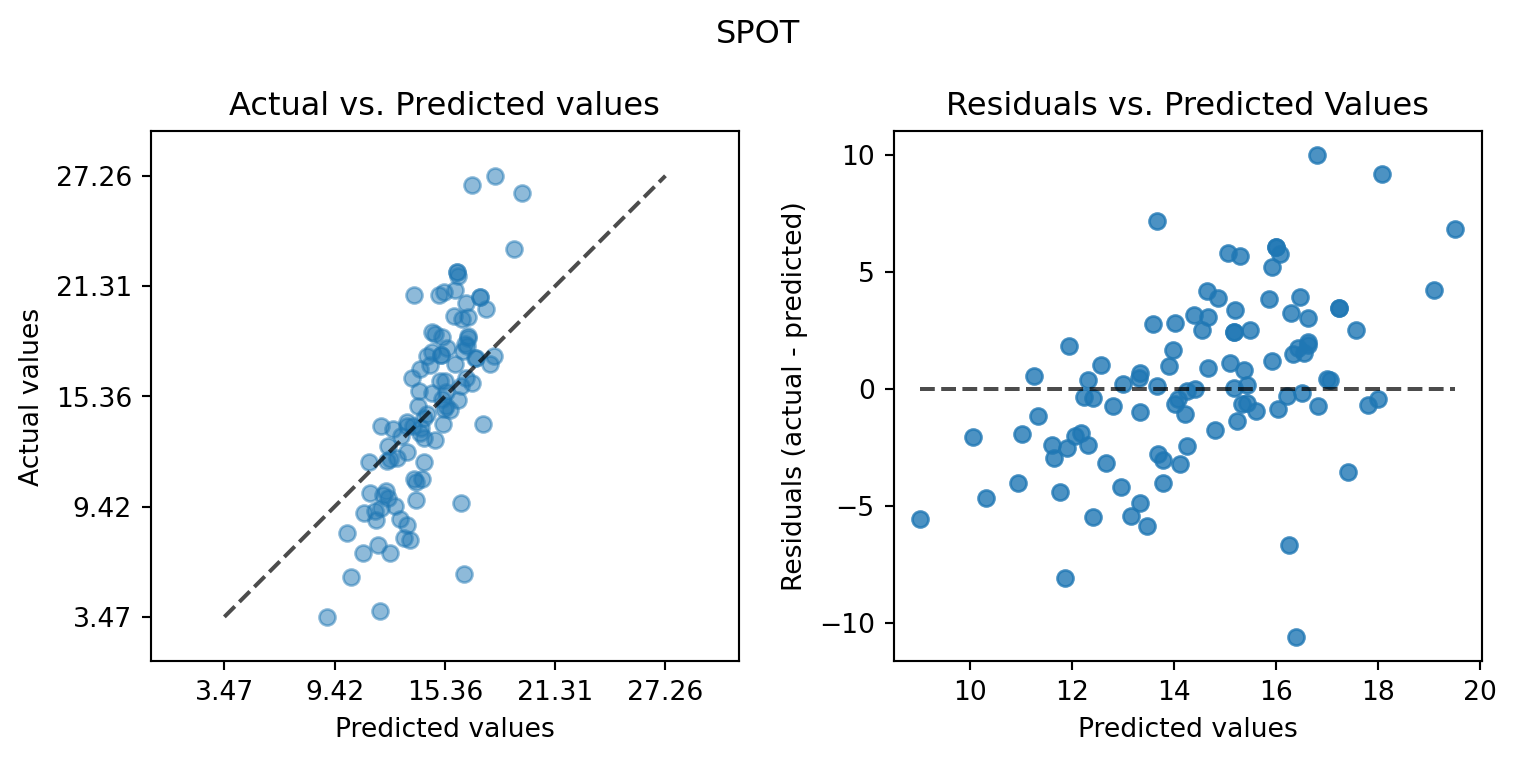 SPOT
Actual vs. Predicted values
27.26
21.31
15.36
9.42
3.47
Actual values
3.47 9.42 15.36 21.31 27.26
Predicted values
Residuals vs. Predicted Values
10
5
0
−5
−10
Residuals (actual - predicted)
10 12 14 16 18 20
Predicted values